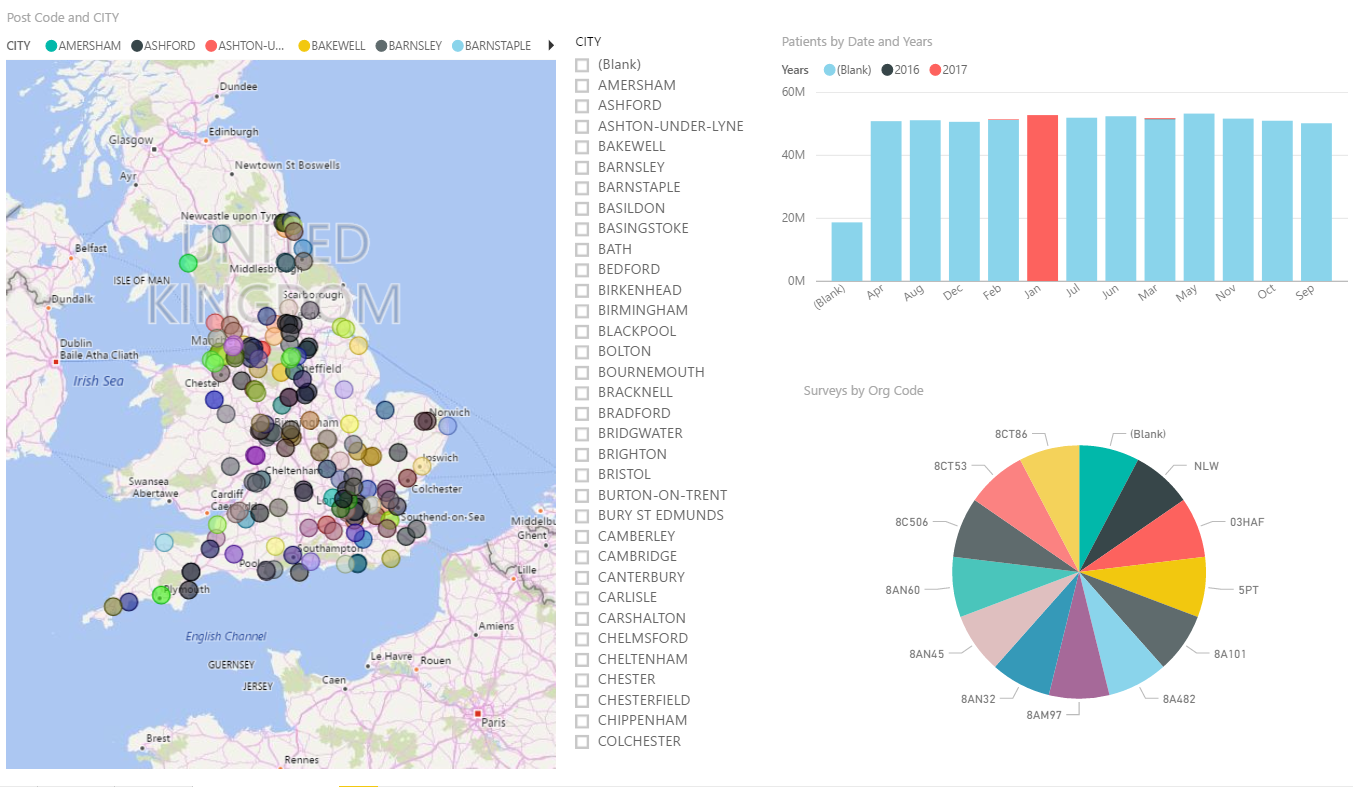 Post Code and CITY
CITY AMERSHAM ASHFORD ASHTON-U... BAKEWELL BARNSLEY BARNSTAPLE
Dundee
Edinburgh
Glasgow
Newtown St Boswells
Ayr
Newcastle upon Tyn
UNITED
KINGDOM
Belfast
Middlesbrough
ISLE OF MAN
Scarborough
Dundalk
Manc
Dublin
Baile Atha Cliath
Sheffield
Irish Sea
Chester
Norwich
Birmingham
Ipswich
Cheltenham
Swansea
Abertawe
Colchester
Cardiff
Lon
Southend-on-Sea
Middelbu
Ghent
Southampton
Lille
Pool
Plymouth
Amiens
English Channel
Le Havre
Rouen
GUERNSEY
Caen
JERSEY
Paris
Brest
Rennes
CITY
(Blank)
AMERSHAM
ASHFORD
ASHTON-UNDER-LYNE
BAKEWELL
BARNSLEY
BARNSTAPLE
BASILDON
BASINGSTOKE
BATH
BEDFORD
BIRKENHEAD
BIRMINGHAM
BLACKPOOL
BOLTON
BOURNEMOUTH
BRACKNELL
BRADFORD
BRIDGWATER
BRIGHTON
BRISTOL
BURTON-ON-TRENT
BURY ST EDMUNDS
CAMBERLEY
CAMBRIDGE
CANTERBURY
CARLISLE
CARSHALTON
CHELMSFORD
CHELTENHAM
CHESTER
CHESTERFIELD
CHIPPENHAM
COLCHESTER
Patients by Date and Years
Years (Blank) 2016 2017
60M
40M
20M
0M
(Blank) Apr Aug Dec Feb Jan Jul Jun Mar May Nov Oct Sep
Surveys by Org Code
8CT86
(Blank)
8CT53
NLW
8C506
03HAF
8AN60
5PT
8AN45
8A101
8AN32
8A482
8AM97